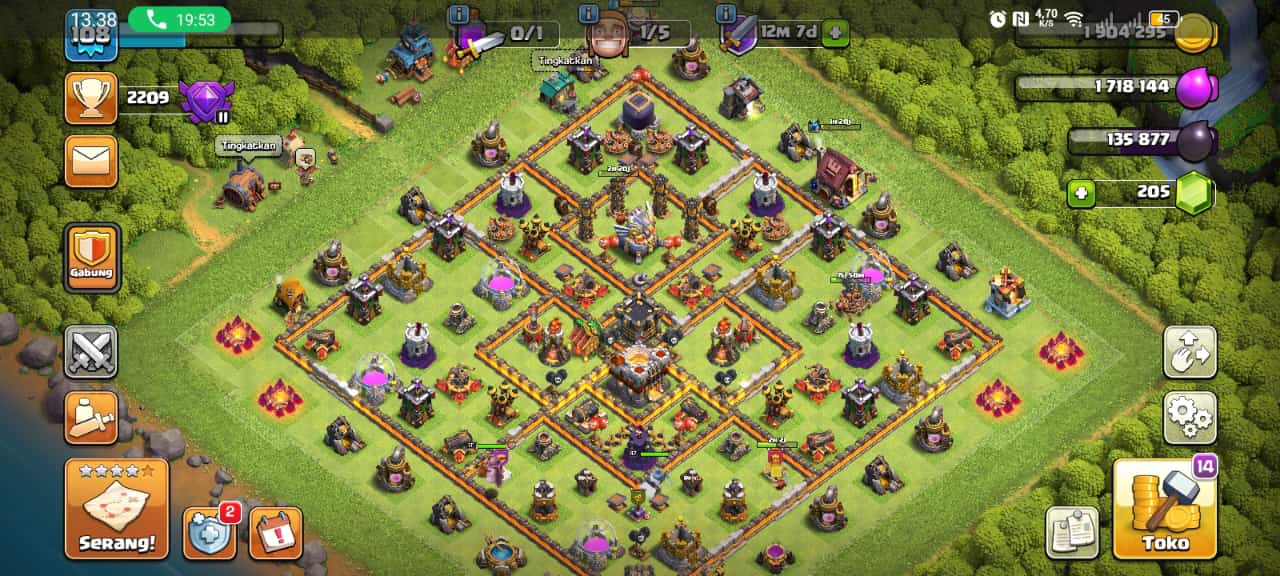 13.38
19:53
4,70
K/S
45
108
0/1
1/5
12M 7d
1 904 295
Tingkatkan
2209
II
1 718 144
135 877
205
Tingkatkan
Gabung
Serang!
2
14
Toko